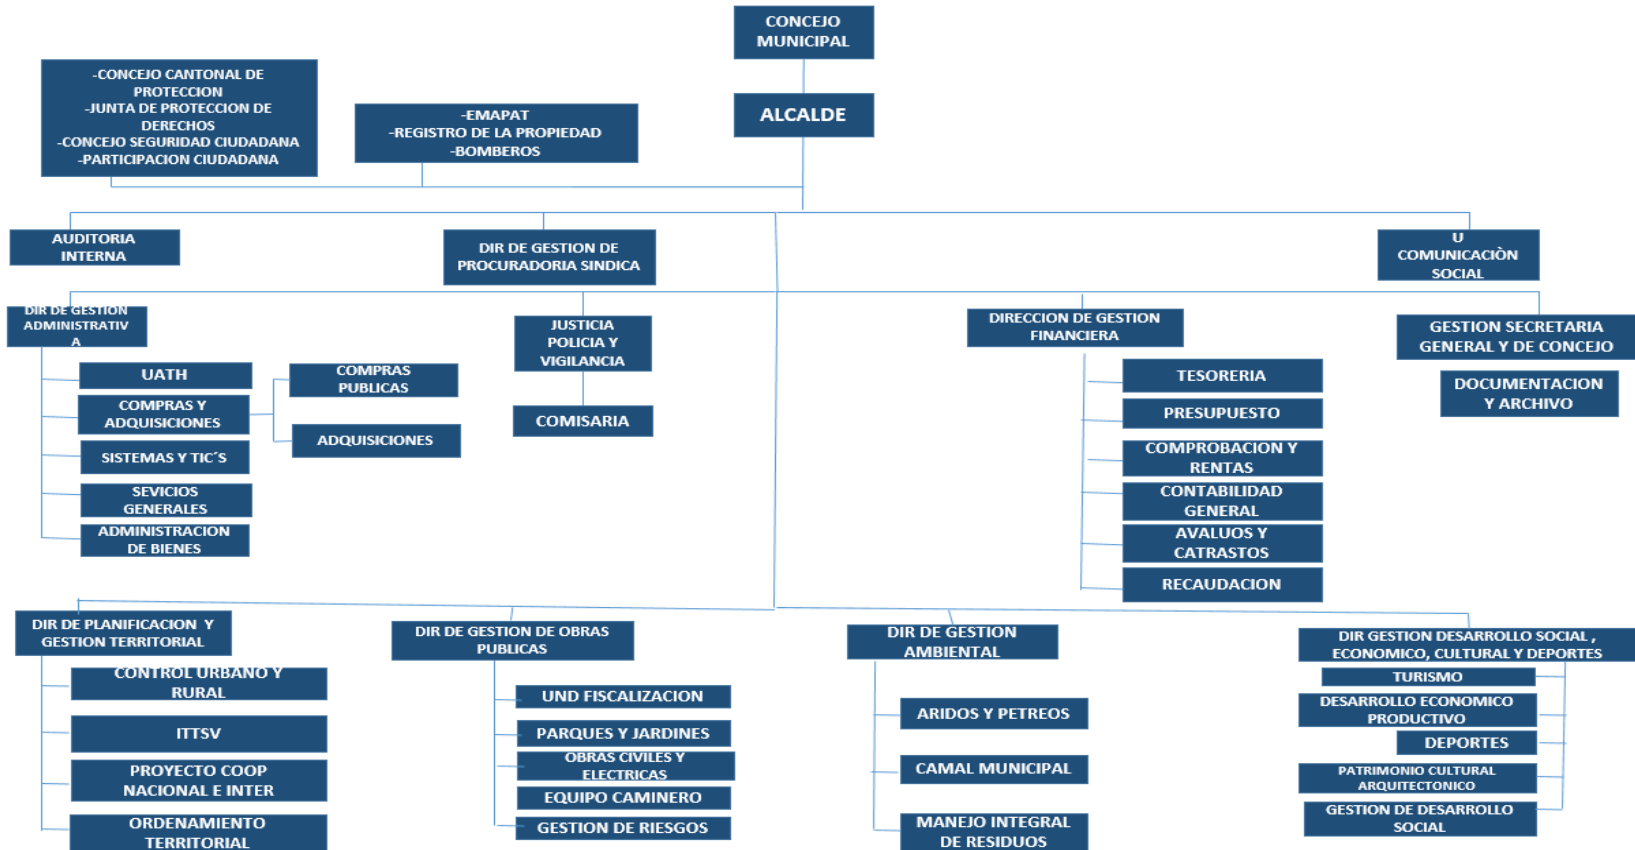 CONCEJO
MUNICIPAL
-CONCEJO CANTONAL DE
PROTECCION
-JUNTA DE PROTECCION DE
DERECHOS
-CONCEJO SEGURIDAD CIUDADANA
-PARTICIPACION CIUDADANA
-EMAPAT
-REGISTRO DE LA PROPIEDAD
-BOMBEROS
ALCALDE
AUDITORIA
INTERNA
DIR DE GESTION DE
PROCURADORIA SINDICA
U
COMUNICACIÒN
SOCIAL
DIR DE GESTION
ADMINISTRATIV
A
UATH
COMPRAS Y
ADQUISICIONES
SISTEMAS Y TIC´S
SEVICIOS
GENERALES
ADMINISTRACION
DE BIENES
COMPRAS
PUBLICAS
ADQUISICIONES
JUSTICIA
POLICIA Y
VIGILANCIA
COMISARIA
DIRECCION DE GESTION
FINANCIERA
TESORERIA
PRESUPUESTO
COMPROBACION Y
RENTAS
CONTABILIDAD
GENERAL
AVALUOS Y
CATRASTOS
RECAUDACION
GESTION SECRETARIA
GENERAL Y DE CONCEJO
DOCUMENTACION
Y ARCHIVO
DIR DE PLANIFICACION Y
GESTION TERRITORIAL
CONTROL URBANO Y
RURAL
ITTSV
PROYECTO COOP
NACIONAL E INTER
ORDENAMIENTO
TERRITORIAL
DIR DE GESTION DE OBRAS
PUBLICAS
UND FISCALIZACION
PARQUES Y JARDINES
OBRAS CIVILES Y
ELECTRICAS
EQUIPO CAMINERO
GESTION DE RIESGOS
DIR DE GESTION
AMBIENTAL
ARIDOS Y PETREOS
CAMAL MUNICIPAL
MANEJO INTEGRAL
DE RESIDUOS
DIR GESTION DESARROLLO SOCIAL ,
ECONOMICO, CULTURAL Y DEPORTES
TURISMO
DESARROLLO ECONOMICO
PRODUCTIVO
DEPORTES
PATRIMONIO CULTURAL
ARQUITECTONICO
GESTION DE DESARROLLO
SOCIAL